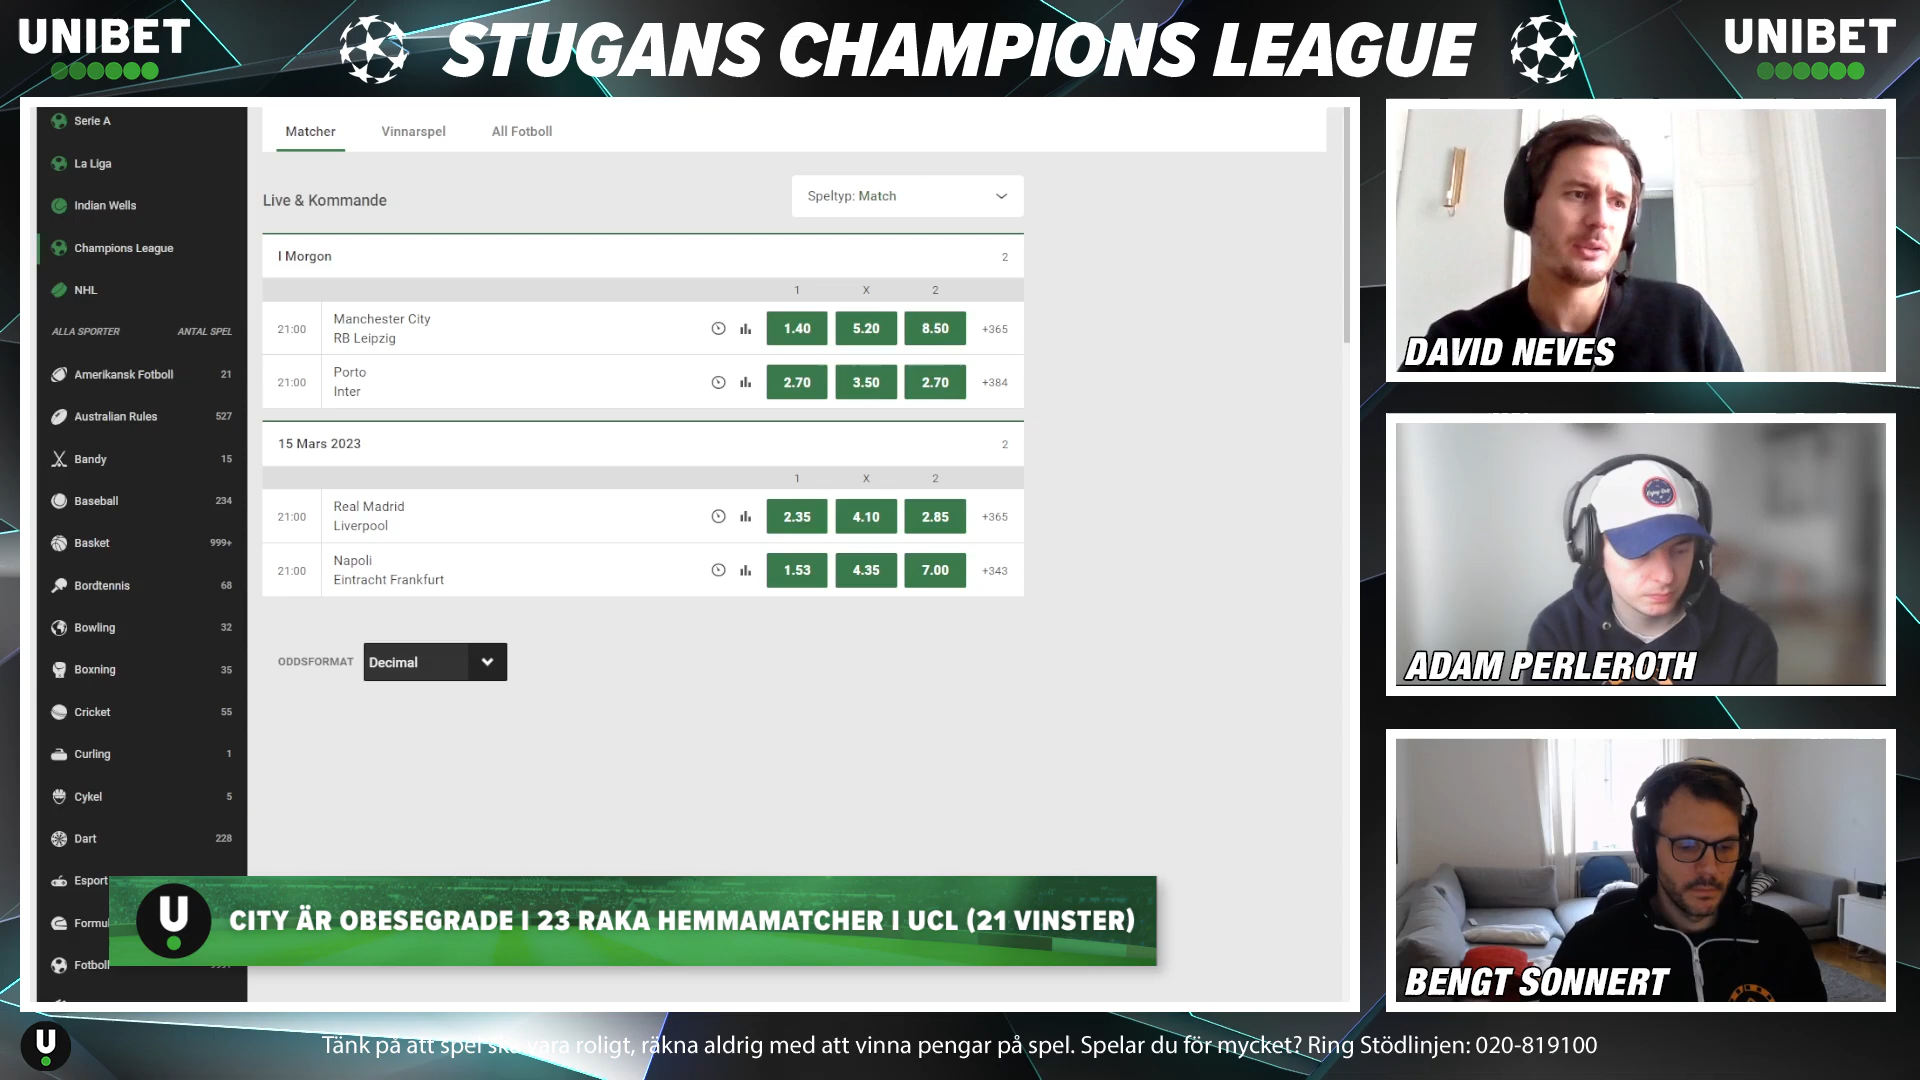 UNIBET
STUGANS CHAMPIONS LEAGUE
UNIBET
Serie A
La Liga
Indian Wells
Champions League
NHL
ALLA SPORTER ANTAL SPEL
Amerikansk Fotboll 21
Australian Rules 527
Bandy 15
Baseball 234
Basket 999+
Bordtennis 68
Bowling 32
Boxning 35
Cricket 55
Curling 1
Cykel 5
Dart 228
Esport
Formu
Fotboll
Matcher Vinnarspel All Fotboll
Live & Kommande
Speltyp: Match
I Morgon 2
1 X 2
21:00 Manchester City 1.40 5.20 8.50 +365
RB Leipzig
21:00 Porto 2.70 3.50 2.70 +384
Inter
15 Mars 2023 2
1 X 2
21:00 Real Madrid 2.35 4.10 2.85 +365
Liverpool
21:00 Napoli 1.53 4.35 7.00 +343
Eintracht Frankfurt
ODDSFORMAT Decimal
U CITY ÄR OBESEGRADE I 23 RAKA HEMMAMATCHER I UCL (21 VINSTER)
DAVID NEVES
ADAM PERLEROTH
BENGT SONNERT
U
Tänk på att spel ska vara roligt, räkna aldrig med att vinna pengar på spel. Spelar du för mycket? Ring Stödlinjen: 020-819100